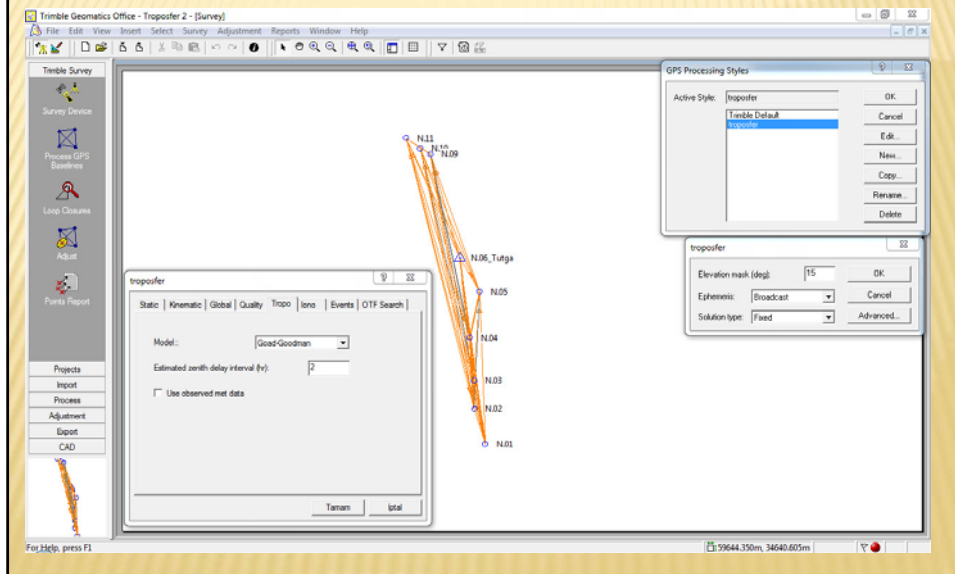 Trimble Geomatics Office - Troposfer 2 - [Survey]
File Edit View Insert Select Survey Adjustment Reports Window Help
Trimble Survey
Survey Device
Process GPS
Baselines
Loop Closures
Adjust
Points Report
Projects
Import
Process
Adjustment
Export
CAD
N.11
N.10
N.09
N.06_Tutga
N.05
N.04
N.03
N.02
N.01
GPS Processing Styles
Active Style: troposfer
Trimble Default
troposfer
OK
Cancel
Edit...
New...
Copy...
Rename...
Delete
troposfer
Elevation mask (deg): 15
Ephemeris: Broadcast
Solution type: Fixed
OK
Cancel
Advanced...
troposfer
Static Kinematic Global Quality Tropo Iono Events OTF Search
Model:: Goad-Goodman
Estimated zenith delay interval (hr): 2
Use observed met data
Tamam
İptal
For Help, press F1
59644.350m, 34640.605m